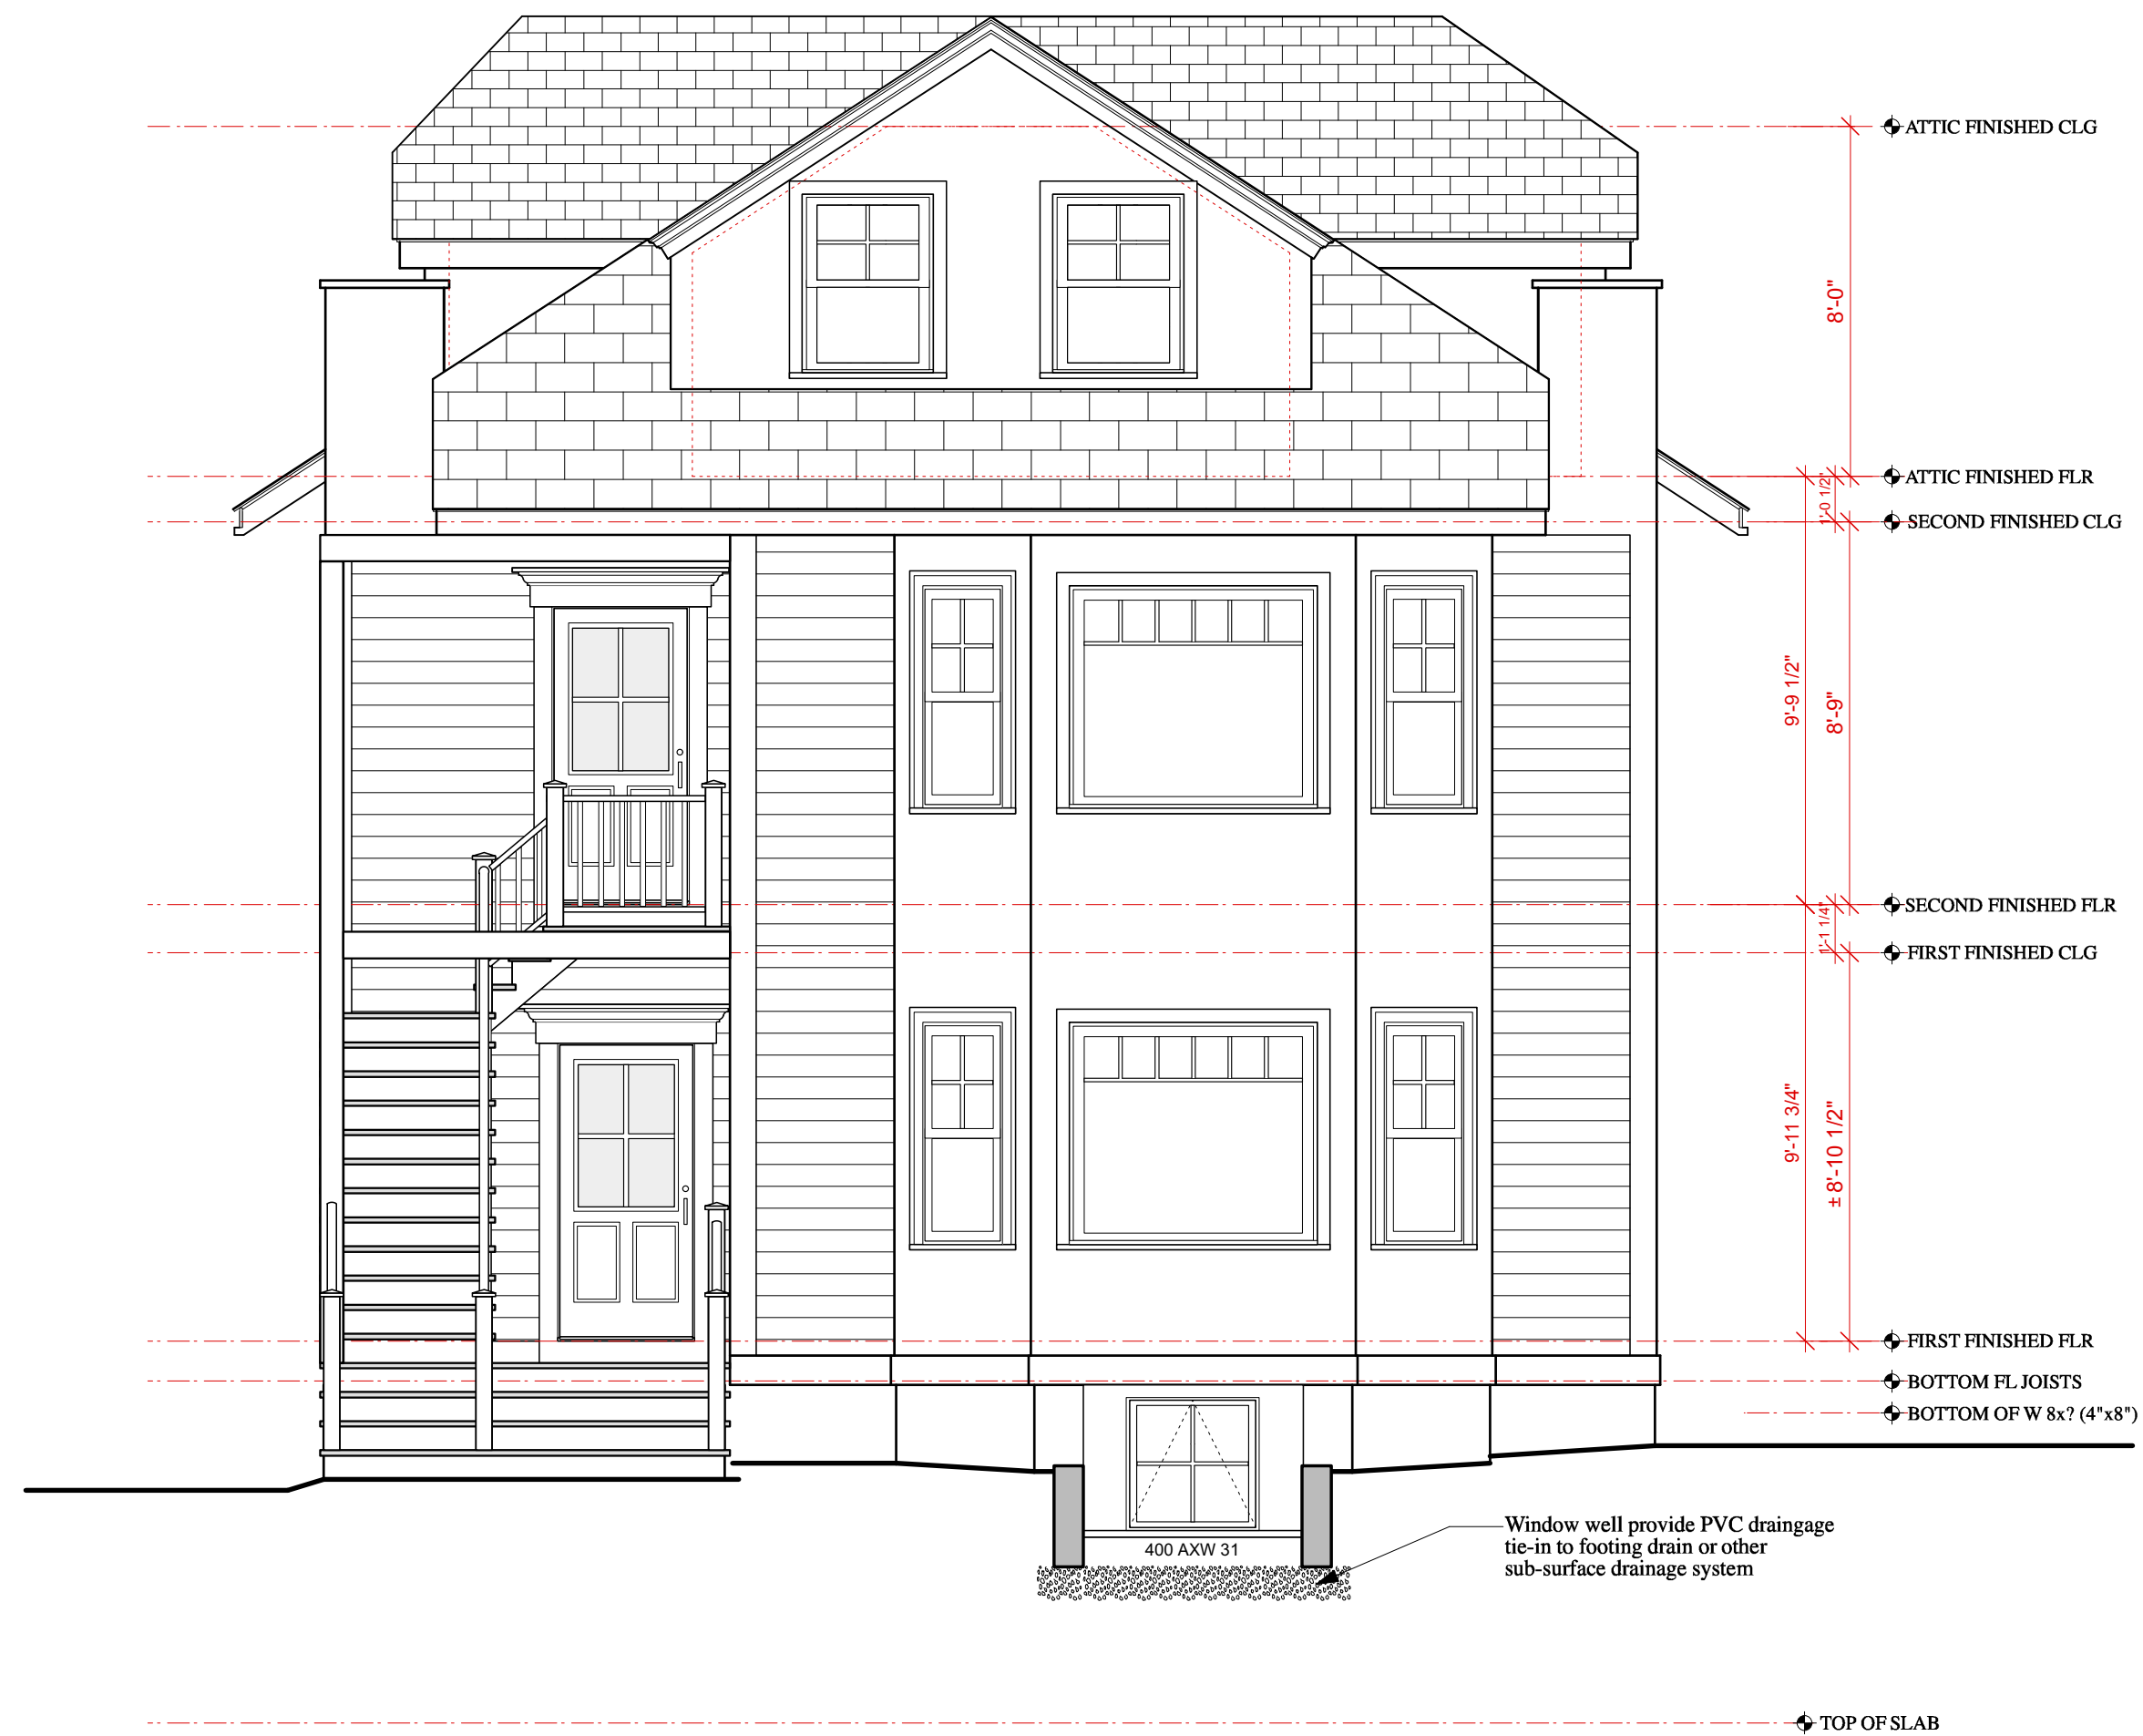 ATTIC FINISHED CLG
8'-0"
ATTIC FINISHED FLR
1'-0 1/2"
SECOND FINISHED CLG
9'-9 1/2"
8'-9"
SECOND FINISHED FLR
1'-1 1/4"
FIRST FINISHED CLG
9'-11 3/4"
± 8'-10 1/2"
FIRST FINISHED FLR
BOTTOM FL JOISTS
BOTTOM OF W 8x? (4"x8")
Window well provide PVC draingage
tie-in to footing drain or other
sub-surface drainage system
400 AXW 31
TOP OF SLAB